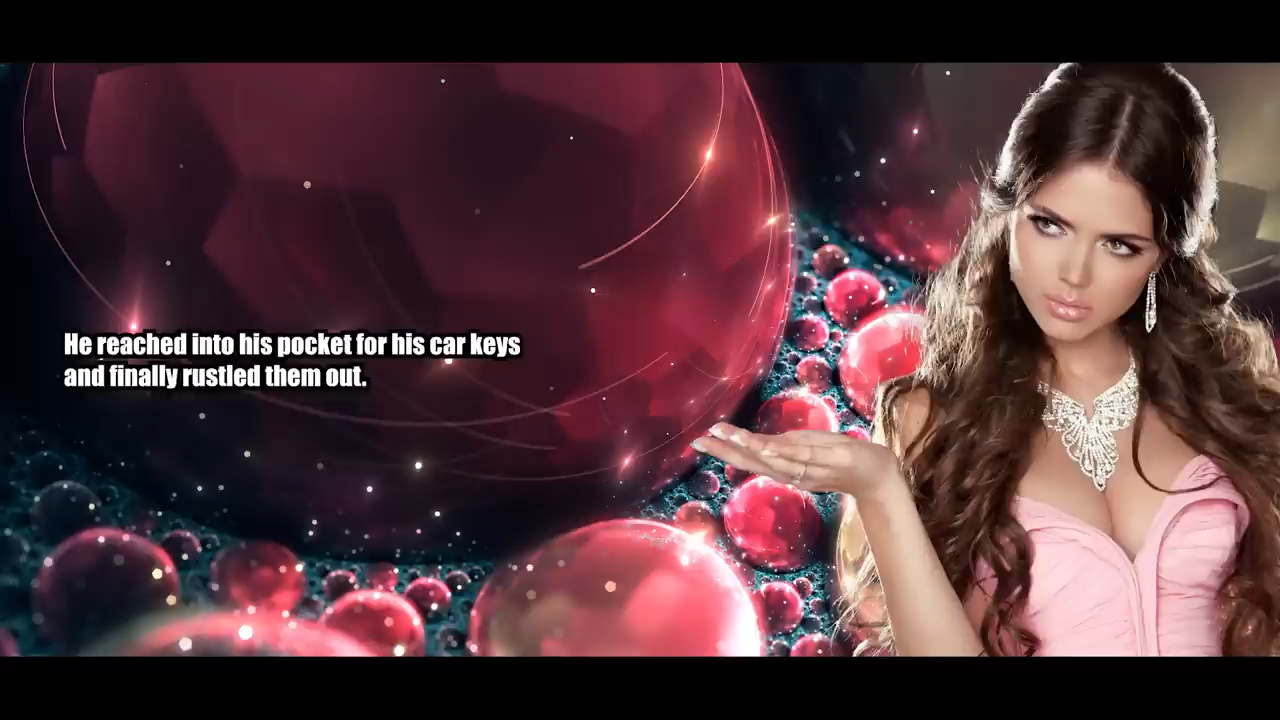 He reached into his pocket for his car keys
and finally rustled them out.